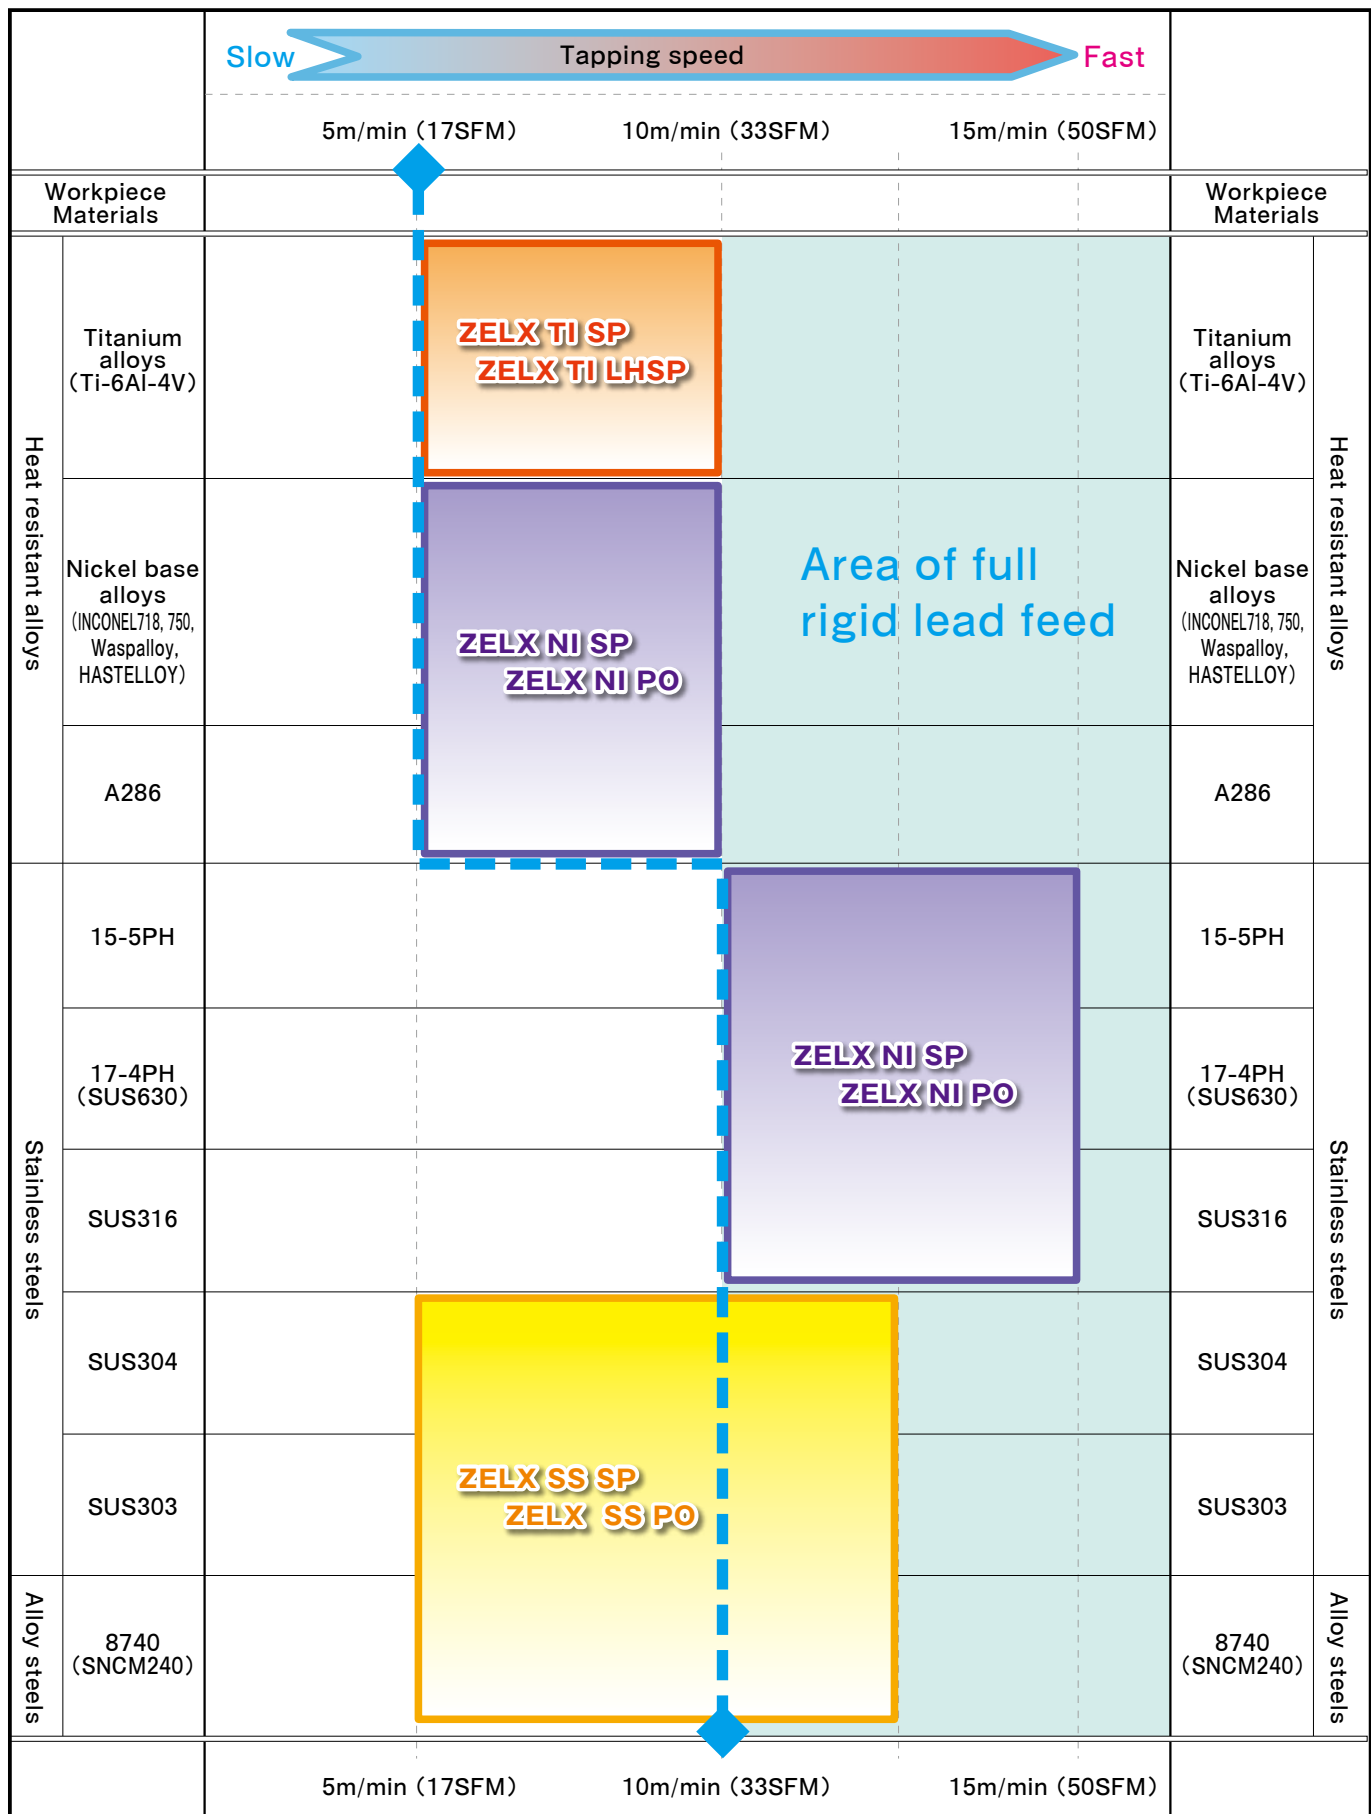 Slow
Tapping speed
Fast
5m/min (17SFM)
10m/min (33SFM)
15m/min (50SFM)
Workpiece
Materials
Workpiece
Materials
Heat resistant alloys
Titanium
alloys
(Ti-6Al-4V)
ZELX TI SP
ZELX TI LHSP
Titanium
alloys
(Ti-6Al-4V)
Heat resistant alloys
Nickel base
alloys
(INCONEL718, 750,
Waspalloy,
HASTELLOY)
ZELX NI SP
ZELX NI PO
Area of full
rigid lead feed
Nickel base
alloys
(INCONEL718, 750,
Waspalloy,
HASTELLOY)
A286
A286
Stainless steels
15-5PH
15-5PH
Stainless steels
17-4PH
(SUS630)
ZELX NI SP
ZELX NI PO
17-4PH
(SUS630)
SUS316
SUS316
SUS304
SUS304
SUS303
ZELX SS SP
ZELX SS PO
SUS303
Alloy steels
8740
(SNCM240)
8740
(SNCM240)
Alloy steels
5m/min (17SFM)
10m/min (33SFM)
15m/min (50SFM)